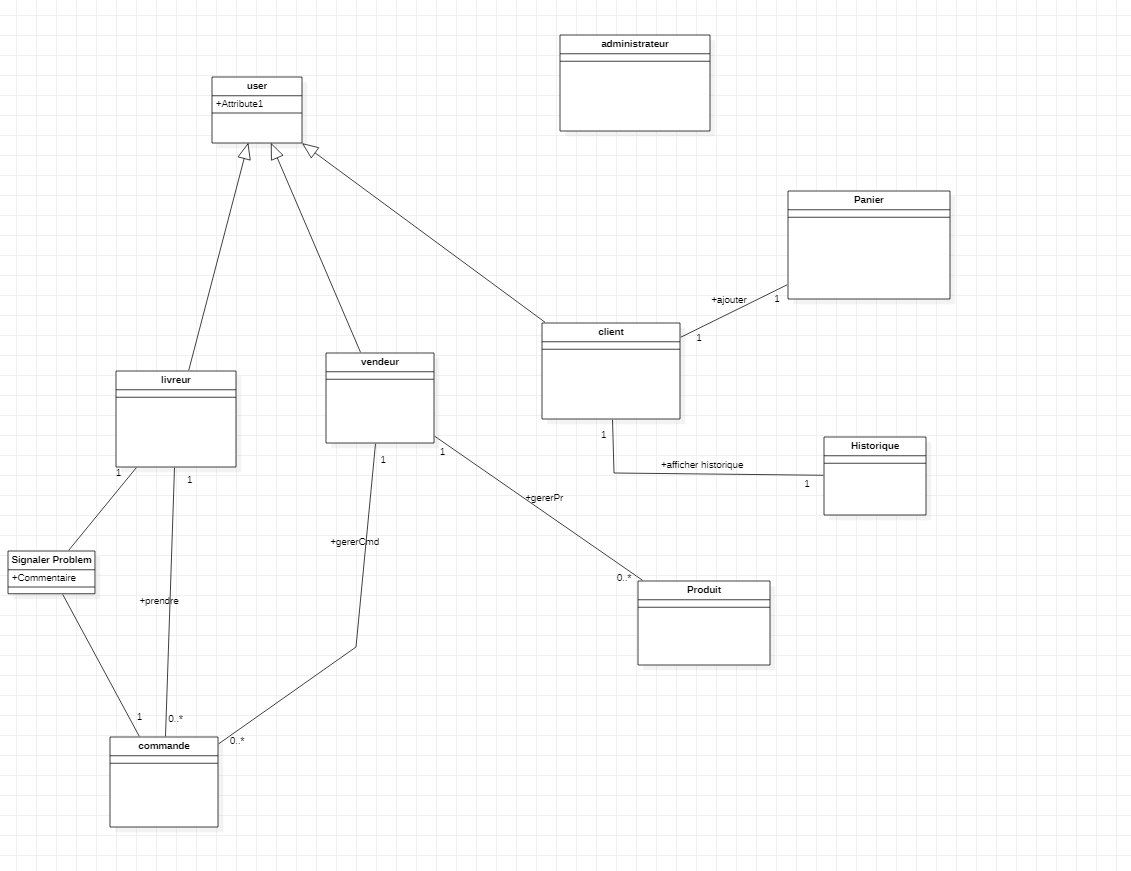 administrateur
user
+Attribute1
Panier
+ajouter
1
1
client
vendeur
livreur
1
1
1
1
1
Historique
+afficher historique
1
+gererPr
+gererCmd
Signaler Problem
+Commentaire
0..*
Produit
+prendre
1
0..*
0..*
commande